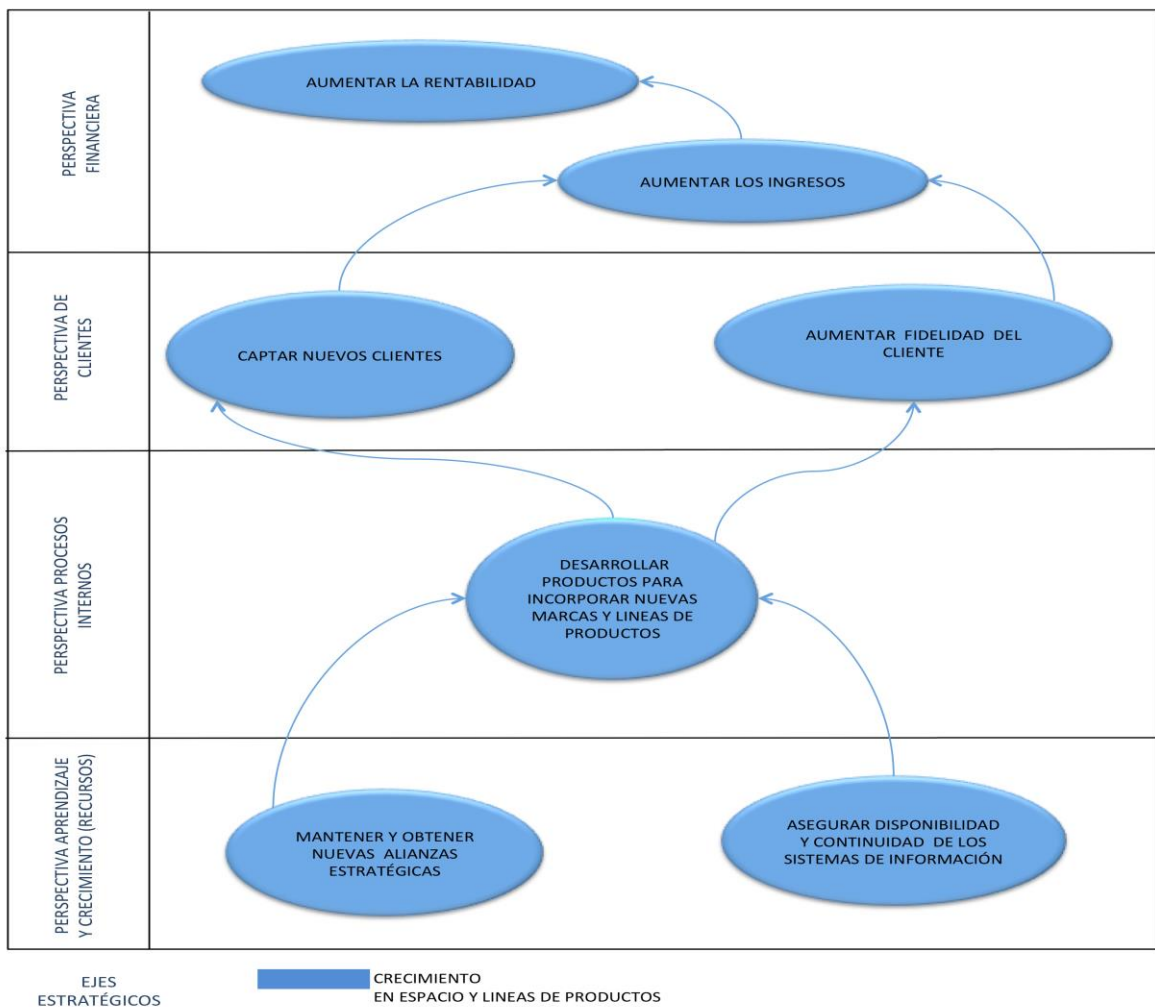 PERSPECTIVA
FINANCIERA
AUMENTAR LA RENTABILIDAD
AUMENTAR LOS INGRESOS
PERSPECTIVA DE
CLIENTES
CAPTAR NUEVOS CLIENTES
AUMENTAR FIDELIDAD DEL
CLIENTE
PERSPECTIVA PROCESOS
INTERNOS
DESARROLLAR
PRODUCTOS PARA
INCORPORAR NUEVAS
MARCAS Y LINEAS DE
PRODUCTOS
PERSPECTIVA APRENDIZAJE
Y CRECIMIENTO (RECURSOS)
MANTENER Y OBTENER
NUEVAS ALIANZAS
ESTRATÉGICAS
ASEGURAR DISPONIBILIDAD
Y CONTINUIDAD DE LOS
SISTEMAS DE INFORMACIÓN
EJES
ESTRATÉGICOS
CRECIMIENTO
EN ESPACIO Y LINEAS DE PRODUCTOS